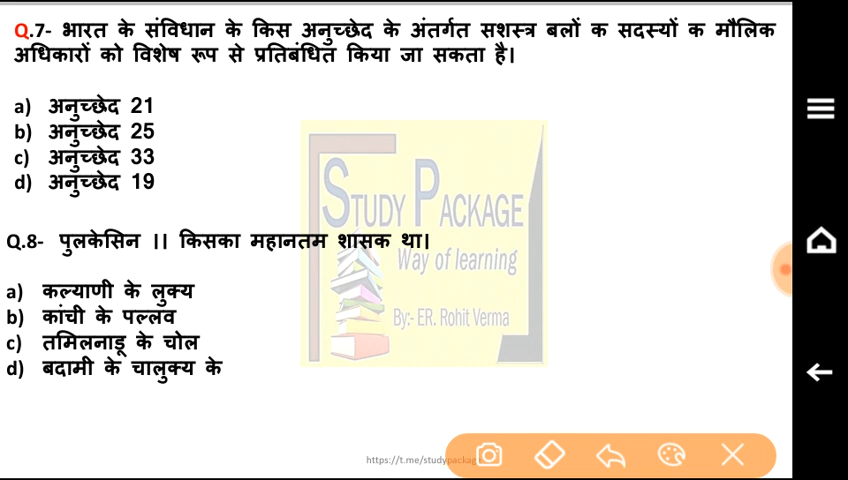 Q.7- भारत के संविधान के किस अनुच्छेद के अंतर्गत सशस्त्र बलों क सदस्यों क मौलिक
अधिकारों को विशेष रूप से प्रतिबंधित किया जा सकता है।
a) अनुच्छेद 21
b) अनुच्छेद 25
c) अनुच्छेद 33
d) अनुच्छेद 19
STUDY PACKAGE
Way of learning
By:- ER. Rohit Verma
Q.8- पुलकेसिन II किसका महानतम शासक था।
a) कल्याणी के लुक्य
b) कांची के पल्लव
c) तमिलनाडू के चोल
d) बदामी के चालुक्य के
https://t.me/studypackag